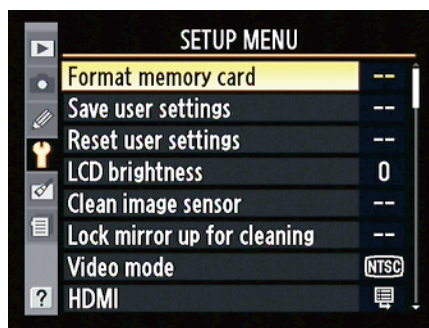 SETUP MENU
Format memory card --
Save user settings --
Reset user settings --
LCD brightness 0
Clean image sensor --
Lock mirror up for cleaning --
Video mode NTSC
? HDMI